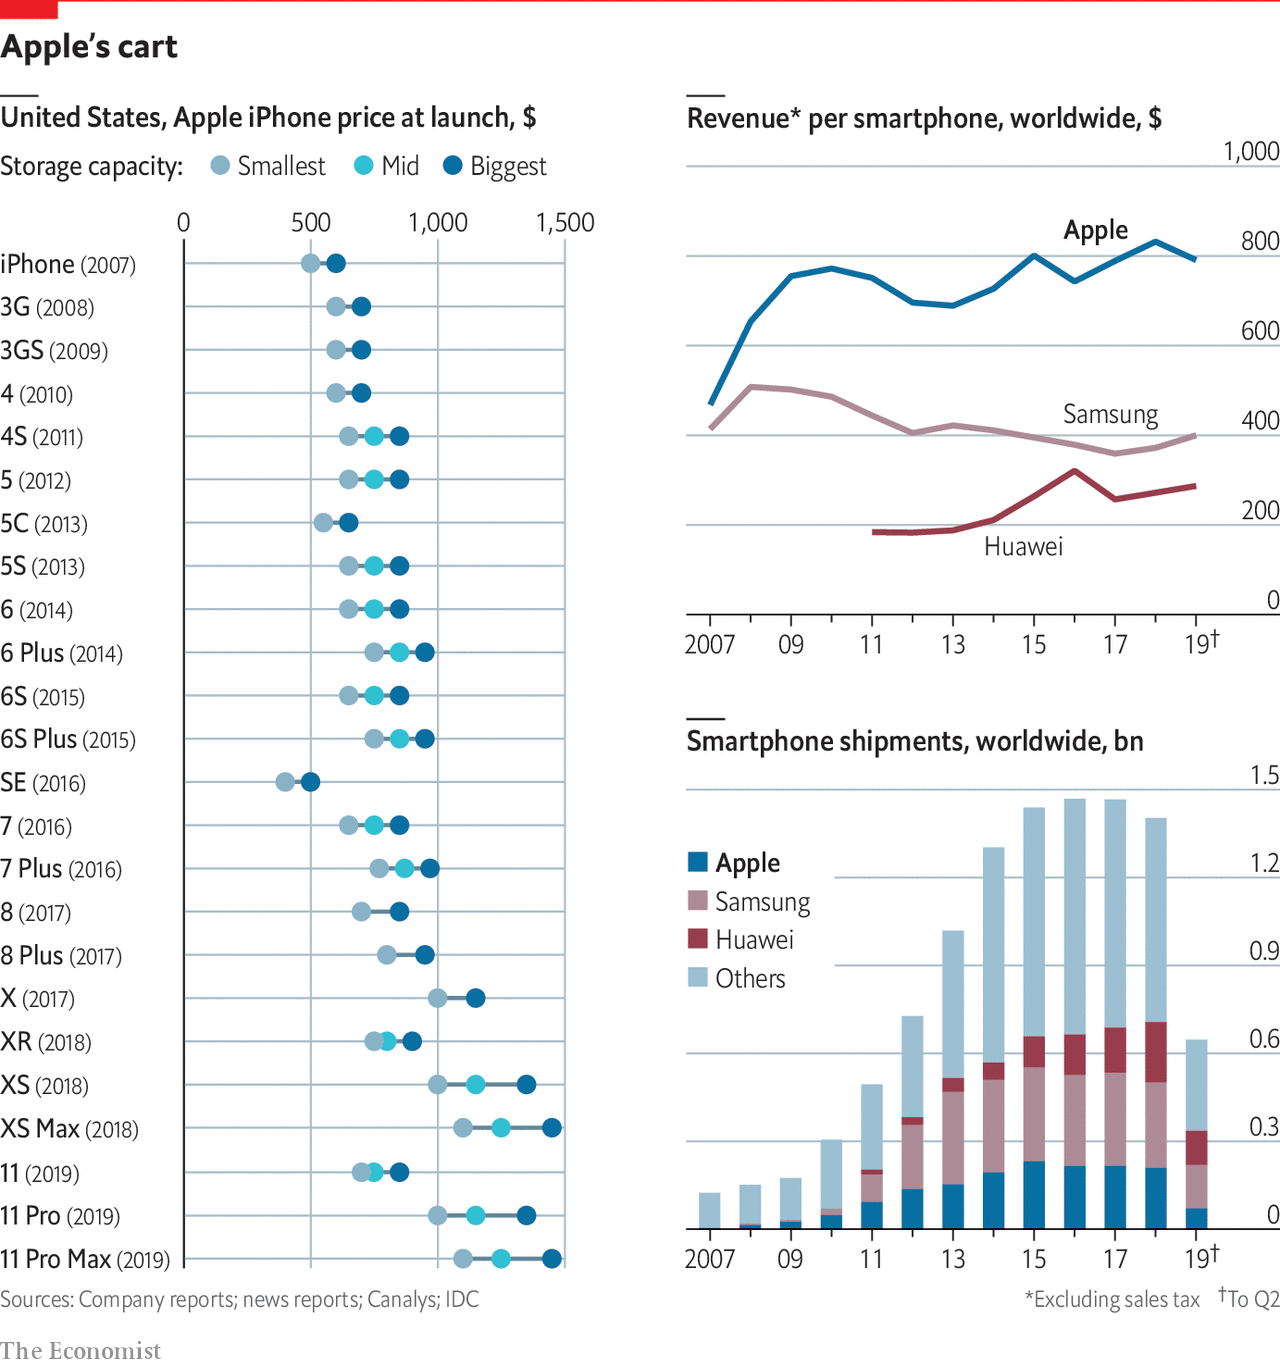 Apple's cart
United States, Apple iPhone price at launch, $
Storage capacity: Smallest Mid Biggest
0 500 1,000 1,500
iPhone (2007)
3G (2008)
3GS (2009)
4 (2010)
4S (2011)
5 (2012)
5C (2013)
5S (2013)
6 (2014)
6 Plus (2014)
6S (2015)
6S Plus (2015)
SE (2016)
7 (2016)
7 Plus (2016)
8 (2017)
8 Plus (2017)
X (2017)
XR (2018)
XS (2018)
XS Max (2018)
11 (2019)
11 Pro (2019)
11 Pro Max (2019)
Revenue* per smartphone, worldwide, $
1,000
Apple
800
600
Samsung
400
200
Huawei
0
2007 09 11 13 15 17 19†
Smartphone shipments, worldwide, bn
1.5
Apple
1.2
Samsung
Huawei
0.9
Others
0.6
0.3
0
2007 09 11 13 15 17 19†
Sources: Company reports; news reports; Canalys; IDC
*Excluding sales tax †To Q2
The Economist